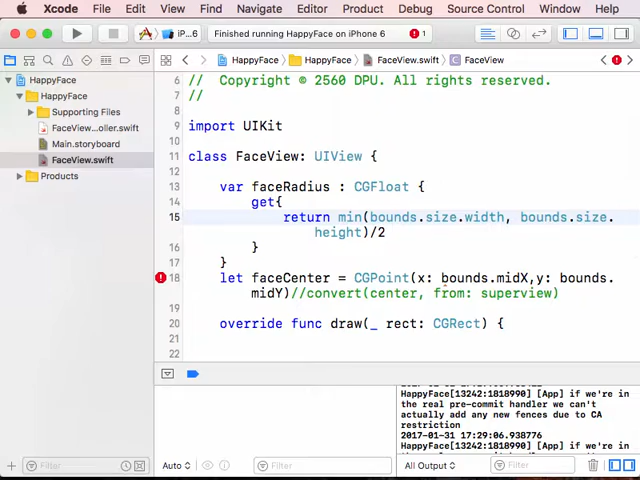 Xcode File Edit View Find Navigate Editor Product Debug Source Control Window Help
iP...6 Finished running HappyFace on iPhone 6 1
HappyFace HappyFace FaceView.swift C FaceView
HappyFace
HappyFace
Supporting Files
FaceView...oller.swift
Main.storyboard
FaceView.swift
Products
6 // Copyright © 2560 DPU. All rights reserved.
7 //
8
9 import UIKit
10
11 class FaceView: UIView {
12
13 var faceRadius : CGFloat {
14 get{
15 return min(bounds.size.width, bounds.size.
height)/2
16 }
17 }
18 let faceCenter = CGPoint(x: bounds.midX,y: bounds.
midY)//convert(center, from: superview)
19
20 override func draw(_ rect: CGRect) {
21
22
HappyFace[13242:1818990] [App] if we're in
the real pre-commit handler we can't
actually add any new fences due to CA
restriction
2017-01-31 17:29:06.938776
HappyFace[13242:1818990] [App] if we're in
Filter Auto Filter All Output Filter